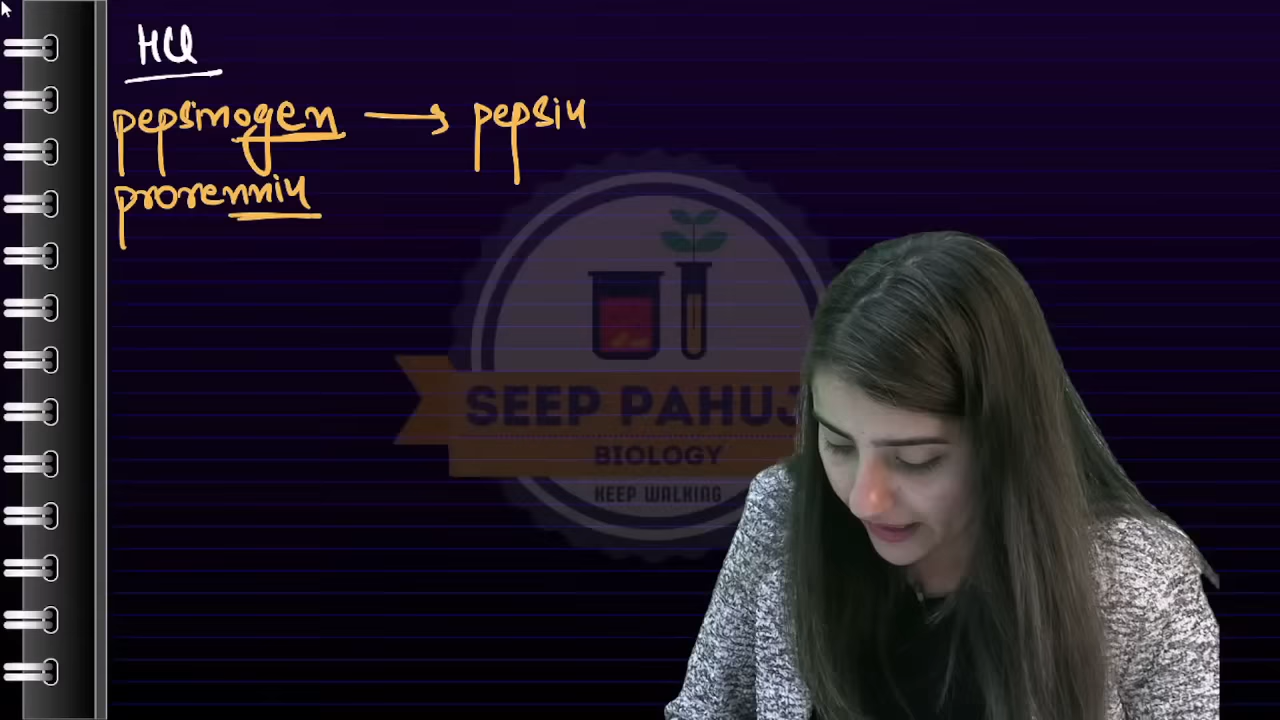 HCl
pepsinogen → pepsin
prorennin
SEEP PAHUJ
BIOLOGY
KEEP WALKING